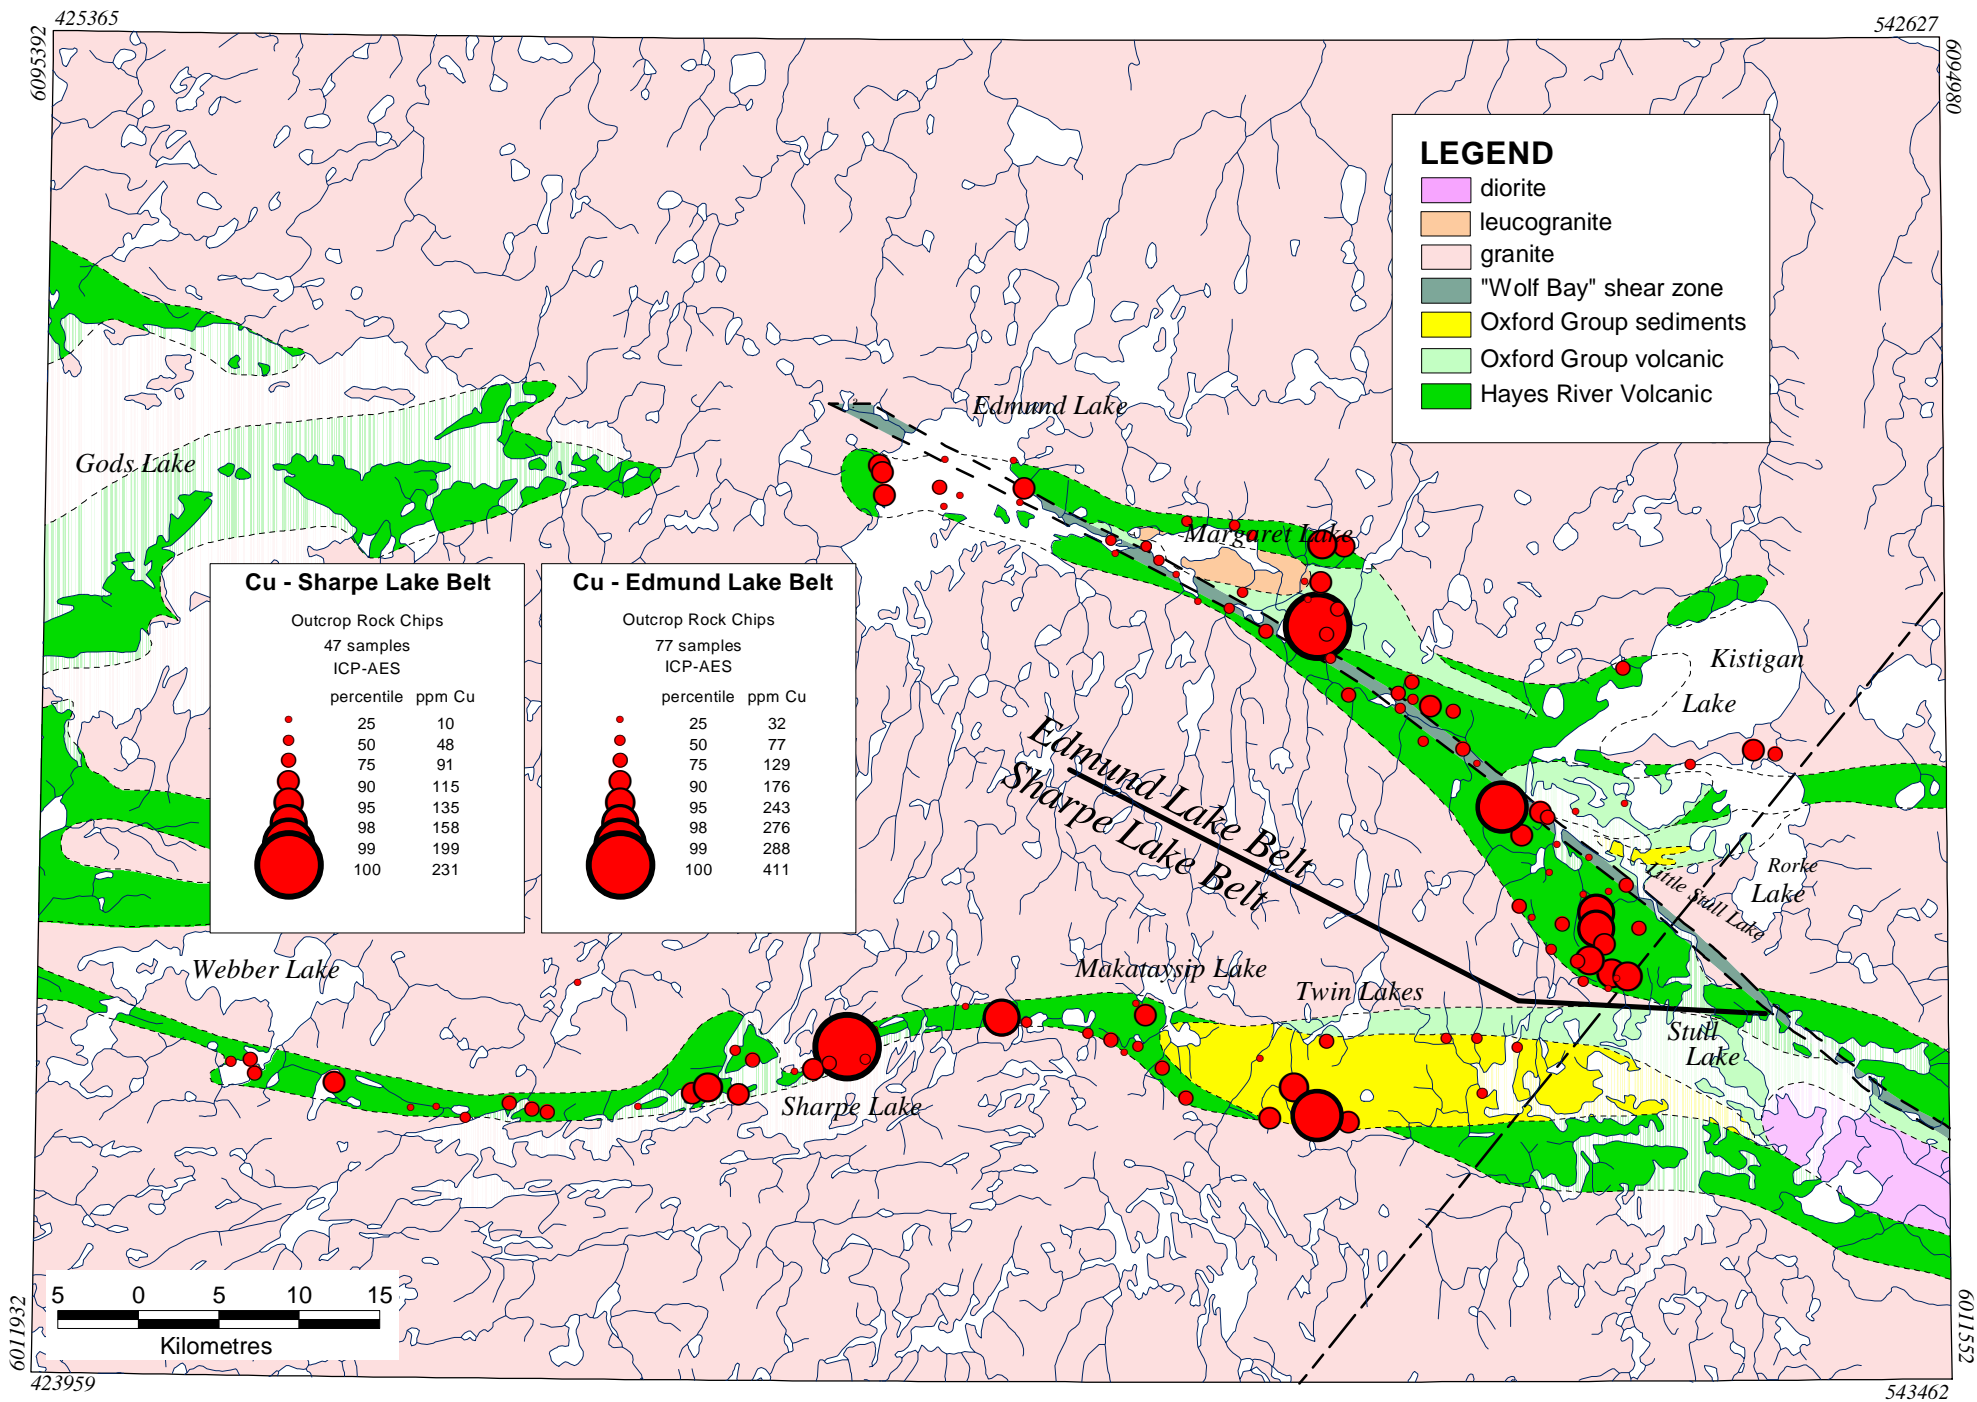 425365
542627
6095392
6094980
LEGEND
diorite
leucogranite
granite
"Wolf Bay" shear zone
Oxford Group sediments
Oxford Group volcanic
Hayes River Volcanic
Edmund Lake
Gods Lake
Margaret Lake
Cu - Sharpe Lake Belt
Outcrop Rock Chips
47 samples
ICP-AES
percentile ppm Cu
25 10
50 48
75 91
90 115
95 135
98 158
99 199
100 231
Cu - Edmund Lake Belt
Outcrop Rock Chips
77 samples
ICP-AES
percentile ppm Cu
25 32
50 77
75 129
90 176
95 243
98 276
99 288
100 411
Kistigan
Lake
Edmund Lake Belt
Sharpe Lake Belt
Rorke
Lake
Little Stull Lake
Webber Lake
Makataysip Lake
Twin Lakes
Stull
Lake
Sharpe Lake
5 0 5 10 15
Kilometres
6011932
6011552
423959
543462